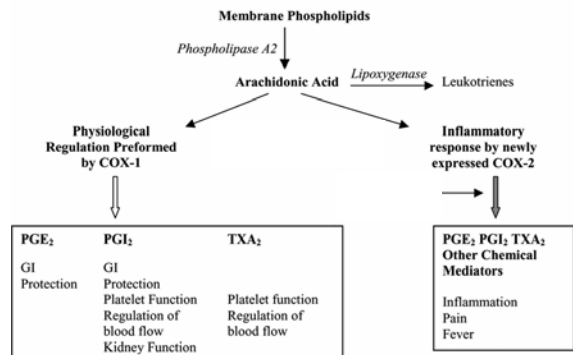 Membrane Phospholipids
Phospholipase A2
Arachidonic Acid
Lipoxygenase
Leukotrienes
Physiological
Regulation Preformed
by COX-1
Inflammatory
response by newly
expressed COX-2
PGE₂ PGI₂ TXA₂
GI GI
Protection Protection
Platelet Function Platelet function
Regulation of Regulation of
blood flow blood flow
Kidney Function
PGE₂ PGI₂ TXA₂
Other Chemical
Mediators
Inflammation
Pain
Fever